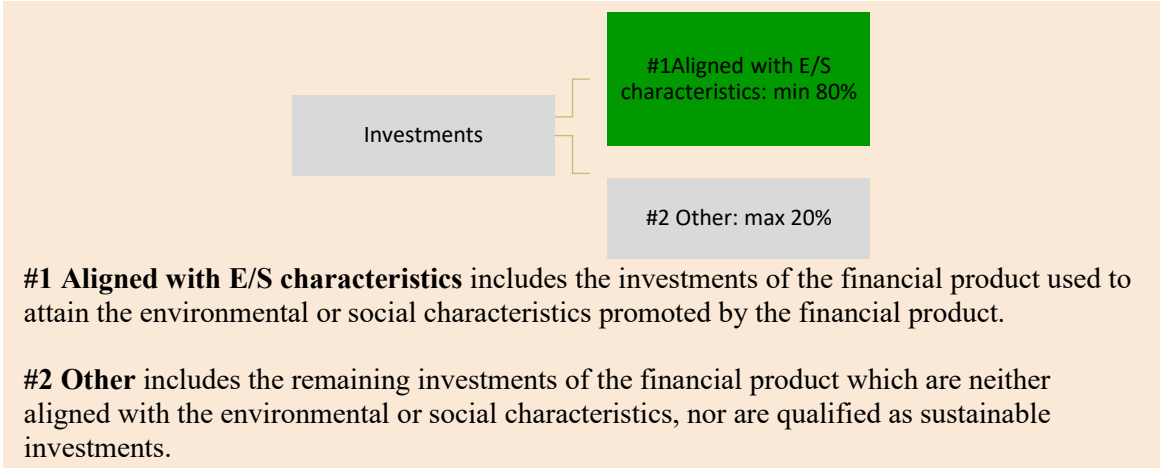 #1Aligned with E/S
characteristics: min 80%
Investments
#2 Other: max 20%
#1 Aligned with E/S characteristics includes the investments of the financial product used to
attain the environmental or social characteristics promoted by the financial product.
#2 Other includes the remaining investments of the financial product which are neither
aligned with the environmental or social characteristics, nor are qualified as sustainable
investments.